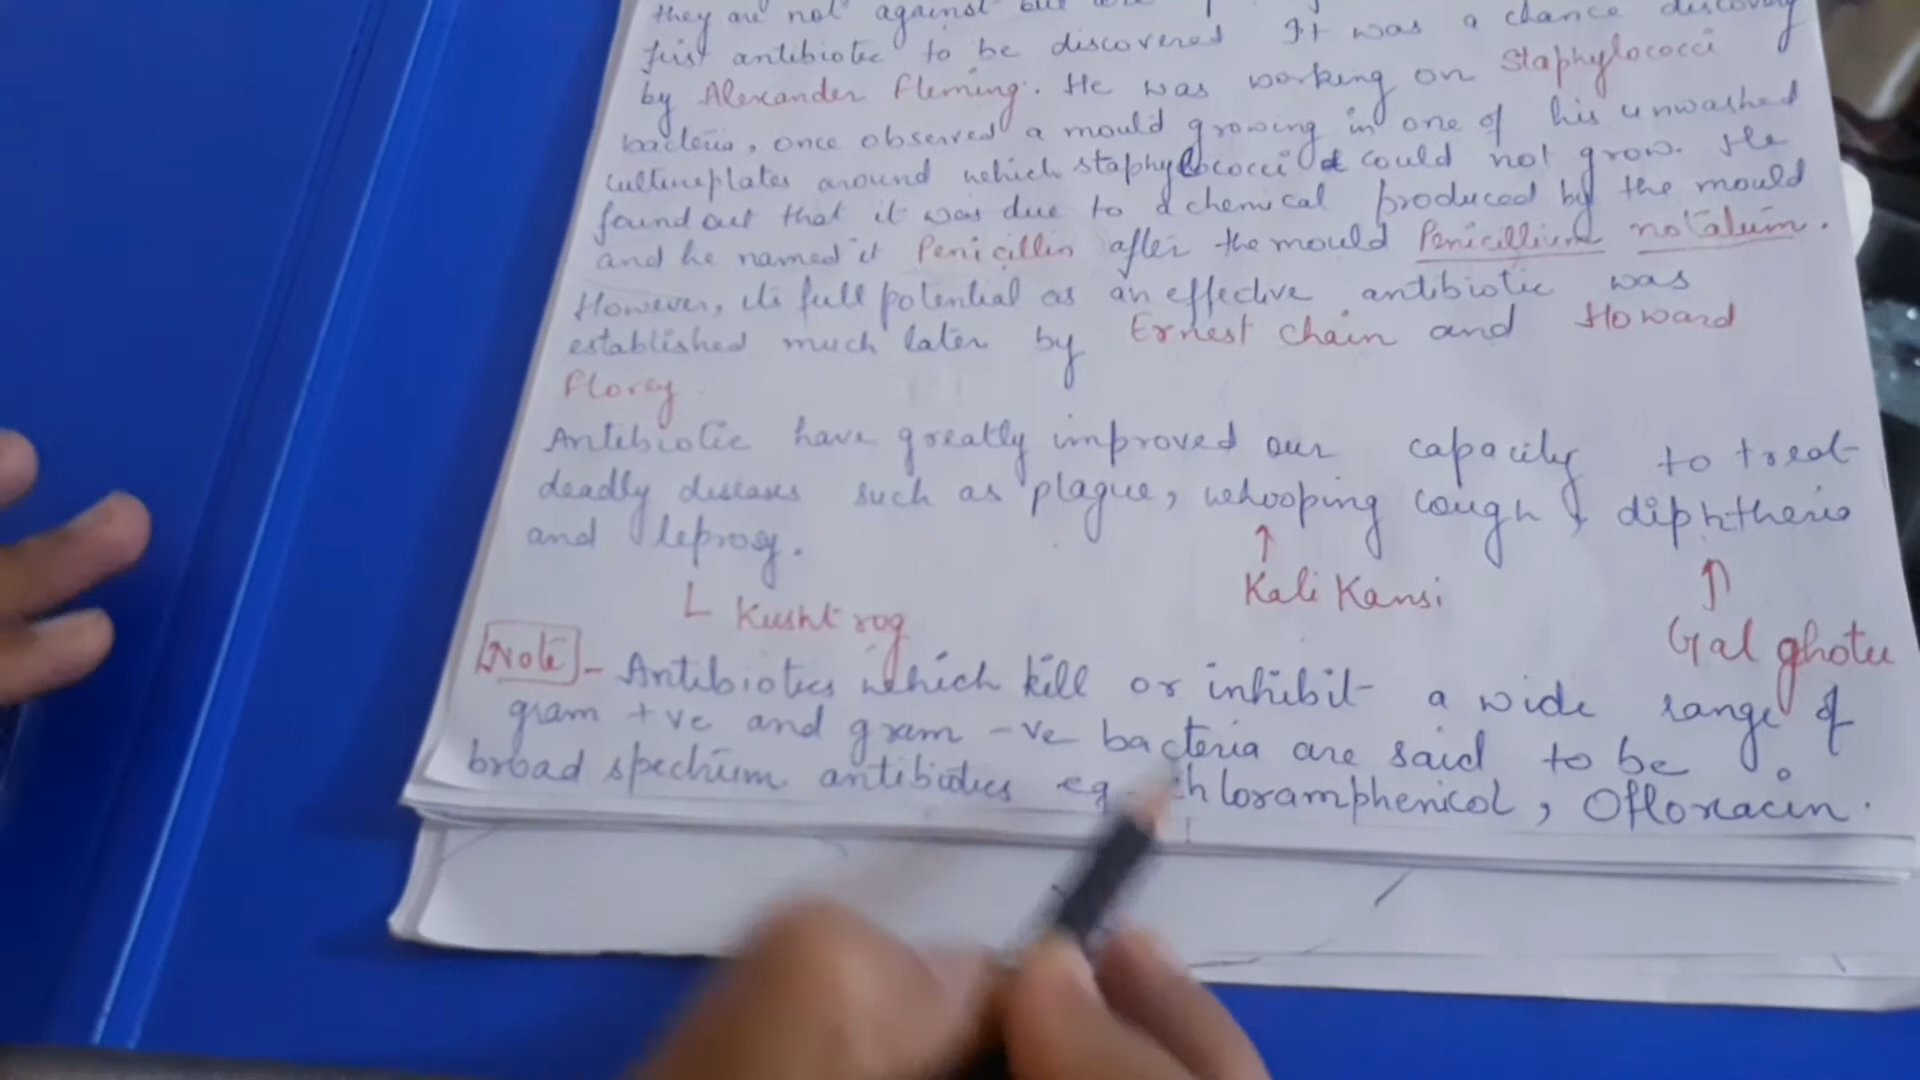 they are not against but are
first antibiotic to be discovered It was a chance discovery
by Alexander Fleming. He was working on Staphylococci
bacteria, once observed a mould growing in one of his unwashed
culture plates around which staphylococci could not grow. He
found out that it was due to a chemical produced by the mould
and he named it Penicillin after the mould Penicillium notatum.
However, its full potential as an effective antibiotic was
established much later by Ernest Chain and Howard
Florey
Antibiotic have greatly improved our capacity to treat
deadly diseases such as plague, whooping cough, diphtheria
and leprosy.
Kali Kansi
Kusht rog
Gal ghotu
Note - Antibiotics which kill or inhibit a wide range of
gram +ve and gram -ve bacteria are said to be
broad spectrum antibiotics eg. Chloramphenicol, Ofloxacin.